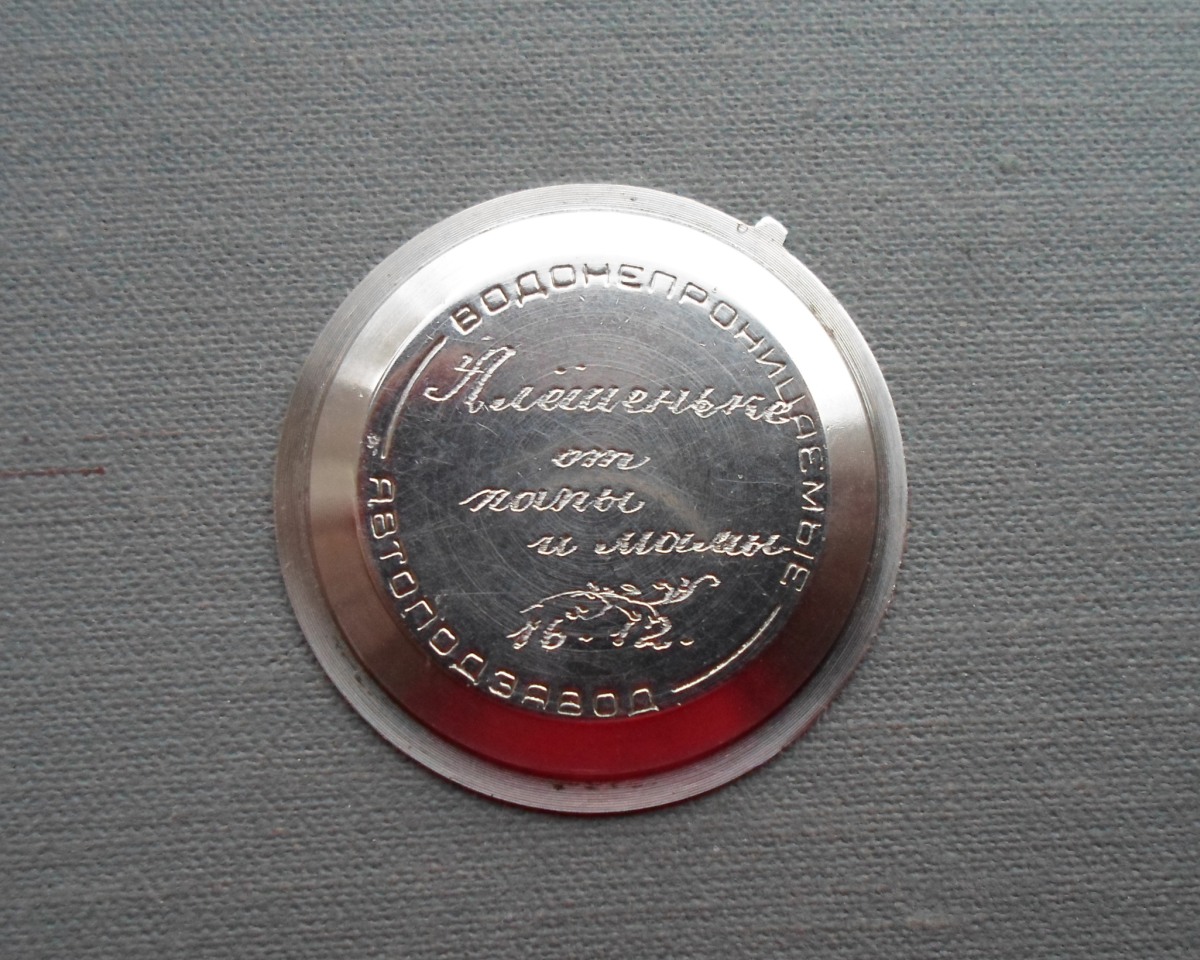 ВОДОНЕПРОНИЦАЕМЫЕ
Алёшеньке
от
папы
и мамы
16.12.
АВТОПОДЗАВОД